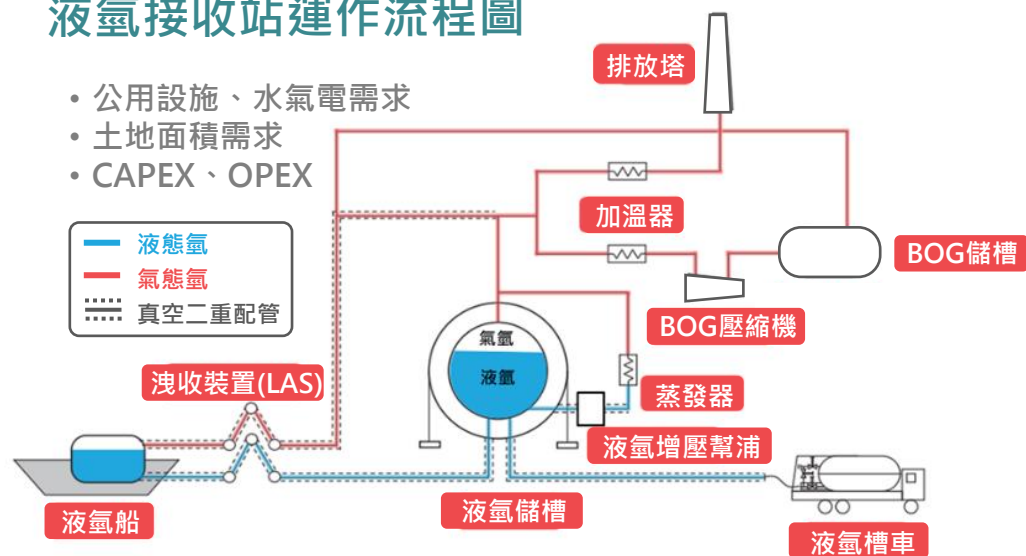 液氫接收站運作流程圖
• 公用設施、水氣電需求
• 土地面積需求
• CAPEX、OPEX
液態氫
氣態氫
真空二重配管
排放塔
加溫器
BOG儲槽
BOG壓縮機
氣氫
液氫
蒸發器
洩收裝置(LAS)
液氫增壓幫浦
液氫儲槽
液氫船
液氫槽車